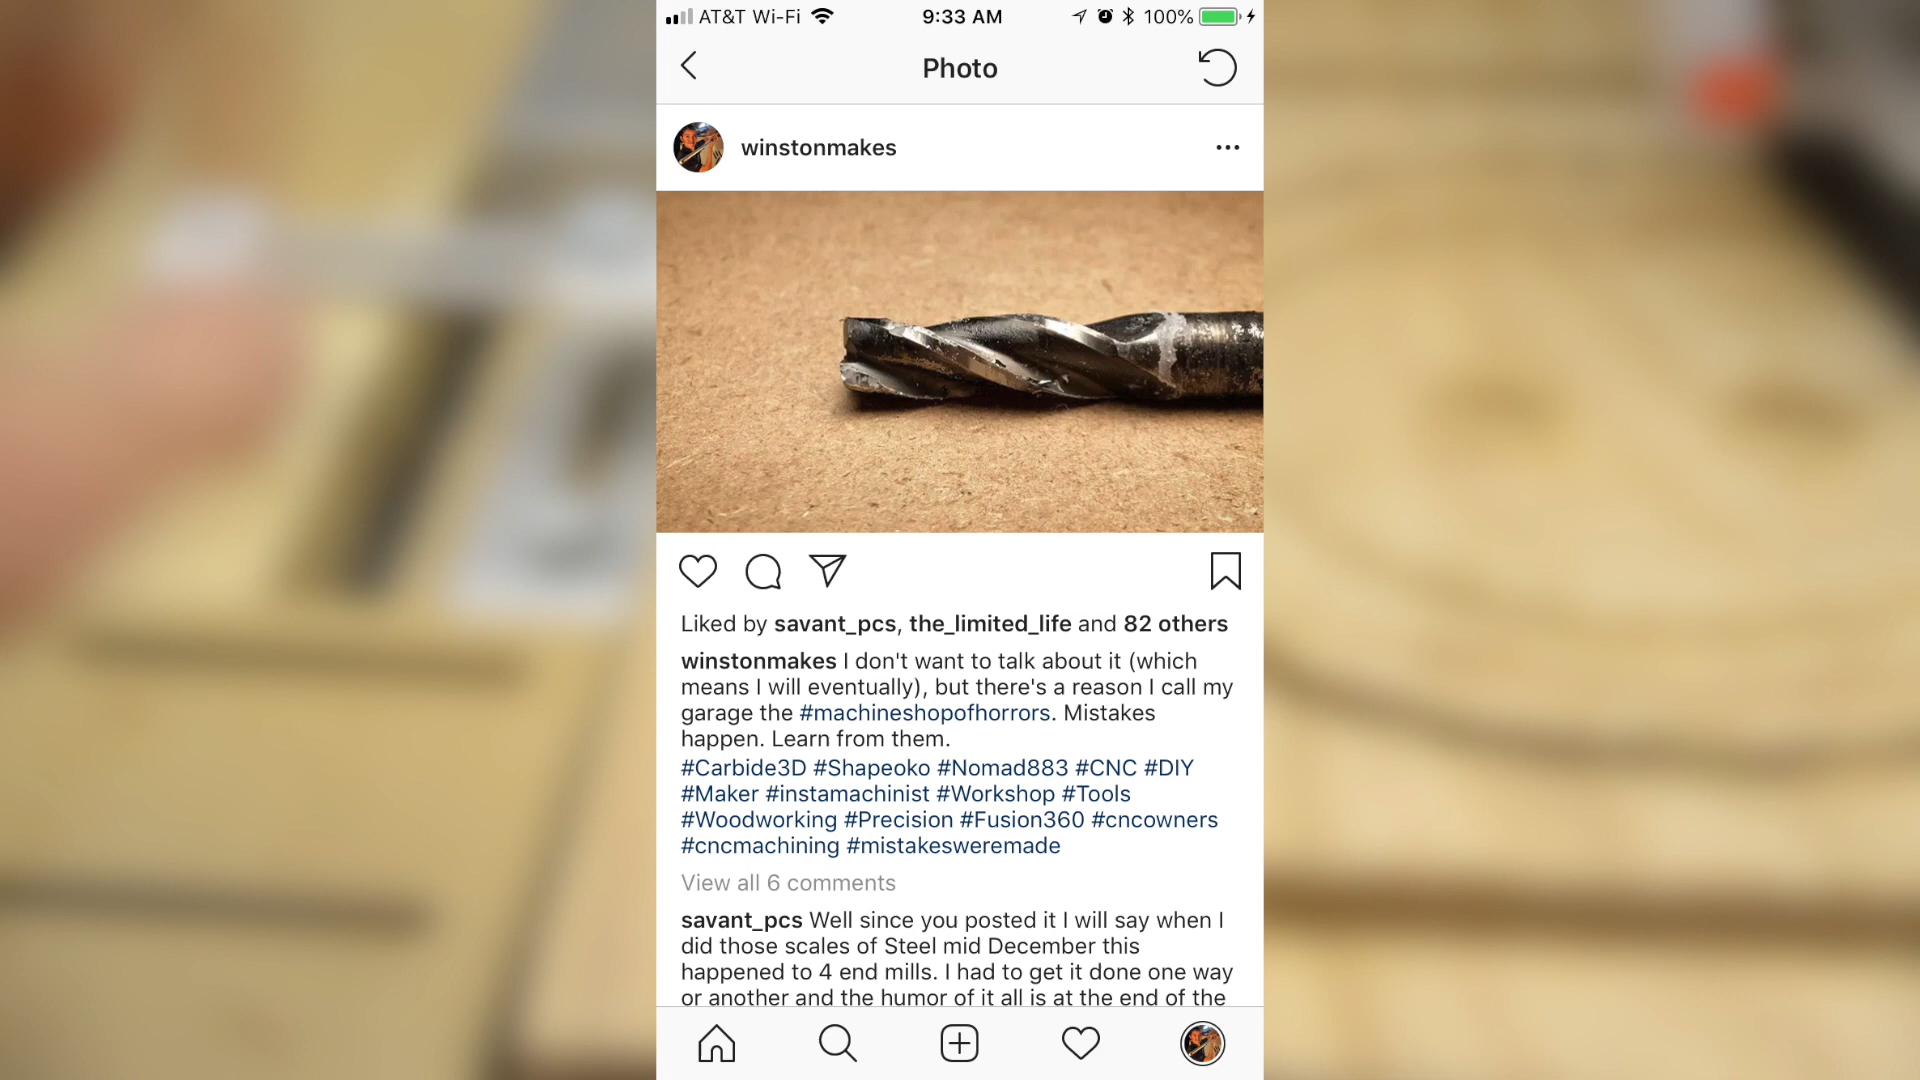 AT&T Wi-Fi 9:33 AM 100%
Photo
winstonmakes
Liked by savant_pcs, the_limited_life and 82 others
winstonmakes I don't want to talk about it (which
means I will eventually), but there's a reason I call my
garage the #machineshopofhorrors. Mistakes
happen. Learn from them.
#Carbide3D #Shapeoko #Nomad883 #CNC #DIY
#Maker #instamachinist #Workshop #Tools
#Woodworking #Precision #Fusion360 #cncowners
#cncmachining #mistakesweremade
View all 6 comments
savant_pcs Well since you posted it I will say when I
did those scales of Steel mid December this
happened to 4 end mills. I had to get it done one way
or another and the humor of it all is at the end of the